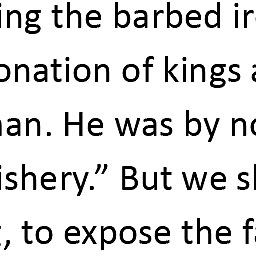 ing the barbed ir
onation of kings a
nan. He was by no
ishery.” But we sh
t, to expose the fa